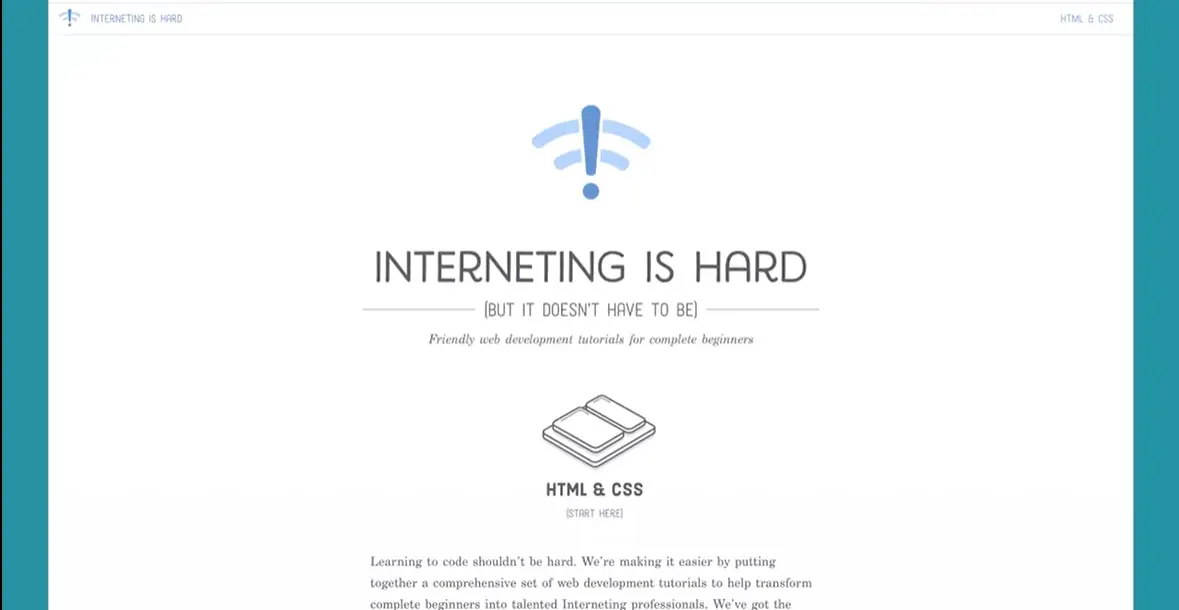 INTERNETING IS HARD
HTML & CSS
INTERNETING IS HARD
(BUT IT DOESN'T HAVE TO BE)
Friendly web development tutorials for complete beginners
HTML & CSS
(START HERE)
Learning to code shouldn't be hard. We're making it easier by putting
together a comprehensive set of web development tutorials to help transform
complete beginners into talented Interneting professionals. We've got the